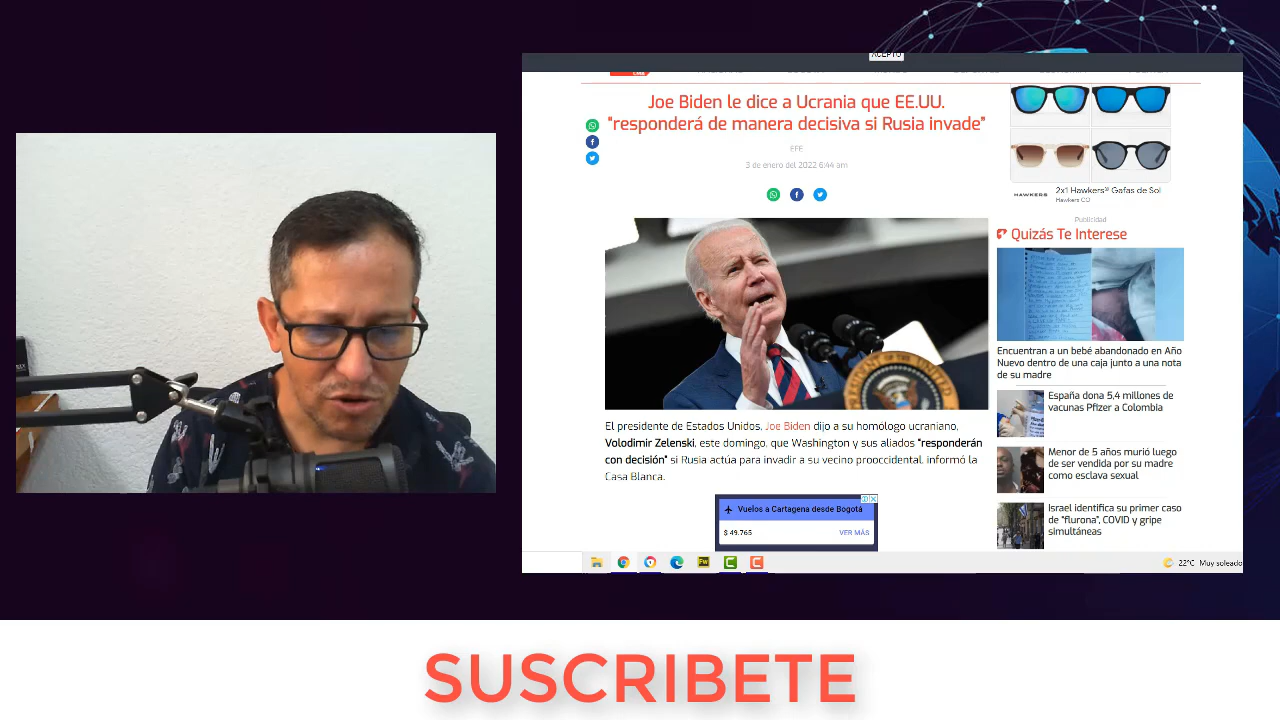 ACEPTO
Joe Biden le dice a Ucrania que EE.UU.
“responderá de manera decisiva si Rusia invade”
EFE
3 de enero del 2022 6:44 am
HAWKERS
2x1 Hawkers® Gafas de Sol
Hawkers CO
Publicidad
Quizás Te Interese
Encuentran a un bebé abandonado en Año
Nuevo dentro de una caja junto a una nota
de su madre
España dona 5,4 millones de
vacunas Pfizer a Colombia
Menor de 5 años murió luego
de ser vendida por su madre
como esclava sexual
Israel identifica su primer caso
de “flurona”, COVID y gripe
simultáneas
El presidente de Estados Unidos, Joe Biden dijo a su homólogo ucraniano,
Volodimir Zelenski, este domingo, que Washington y sus aliados “responderán
con decisión” si Rusia actúa para invadir a su vecino prooccidental, informó la
Casa Blanca.
Vuelos a Cartagena desde Bogotá
$ 49.765 VER MÁS
Fw
22°C Muy soleado
SUSCRIBETE